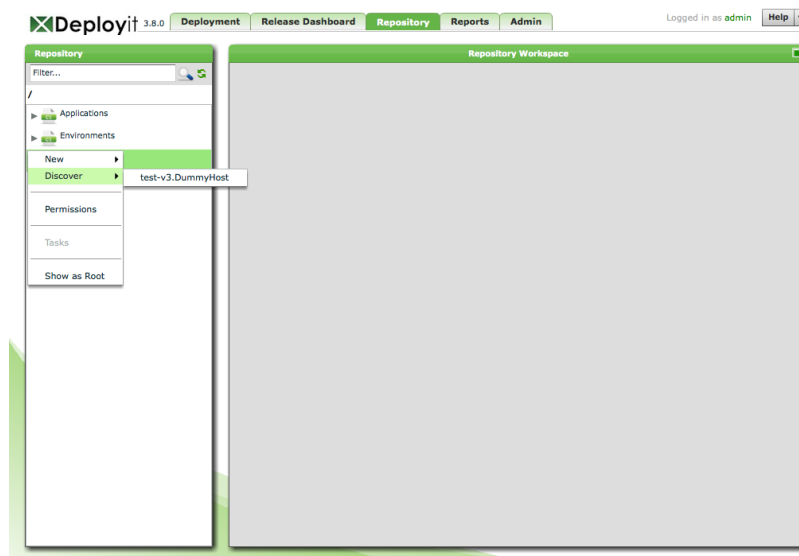 Deployit 3.8.0 Deployment Release Dashboard Repository Reports Admin Logged in as admin Help
Repository
Repository Workspace
Filter...
/
Applications
Environments
New
Discover
test-v3.DummyHost
Permissions
Tasks
Show as Root